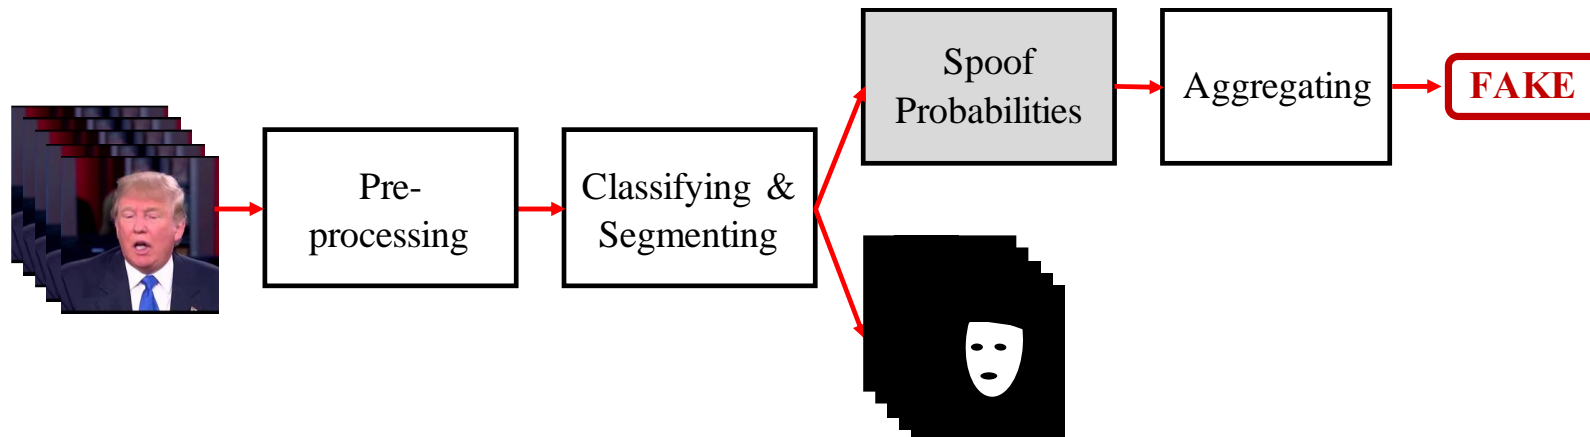 Pre-
processing
Classifying &
Segmenting
Spoof
Probabilities
Aggregating
FAKE